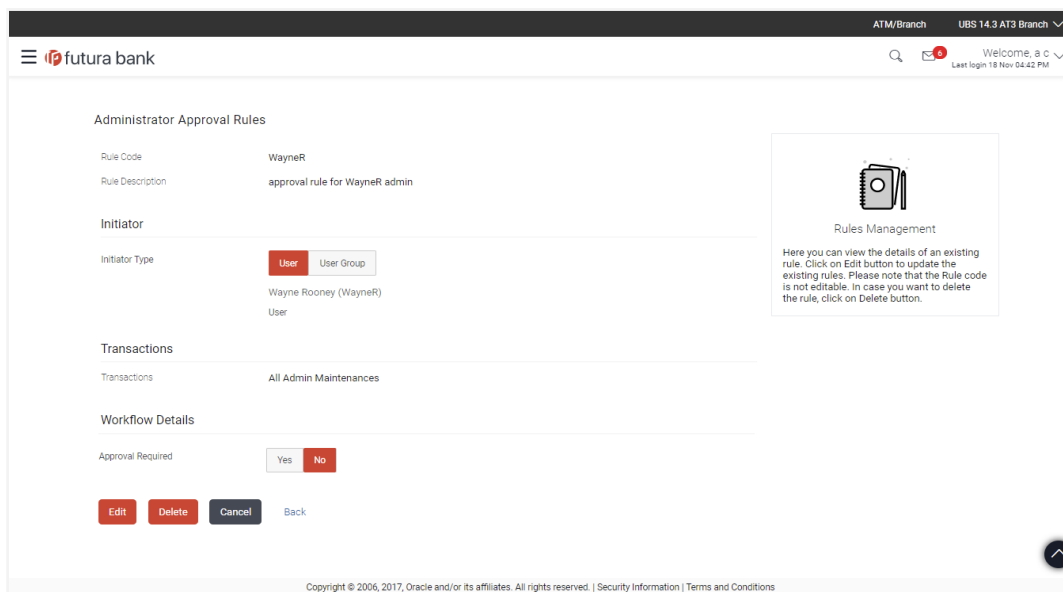 ATM/Branch UBS 14.3 AT3 Branch
futura bank
6
Welcome, a c
Last login 18 Nov 04:42 PM
Administrator Approval Rules
Rule Code WayneR
Rule Description approval rule for WayneR admin
Initiator
Initiator Type User User Group
Wayne Rooney (WayneR)
User
Transactions
Transactions All Admin Maintenances
Workflow Details
Approval Required Yes No
Edit Delete Cancel Back
Rules Management
Here you can view the details of an existing
rule. Click on Edit button to update the
existing rules. Please note that the Rule code
is not editable. In case you want to delete
the rule, click on Delete button.
Copyright © 2006, 2017, Oracle and/or its affiliates. All rights reserved. | Security Information | Terms and Conditions